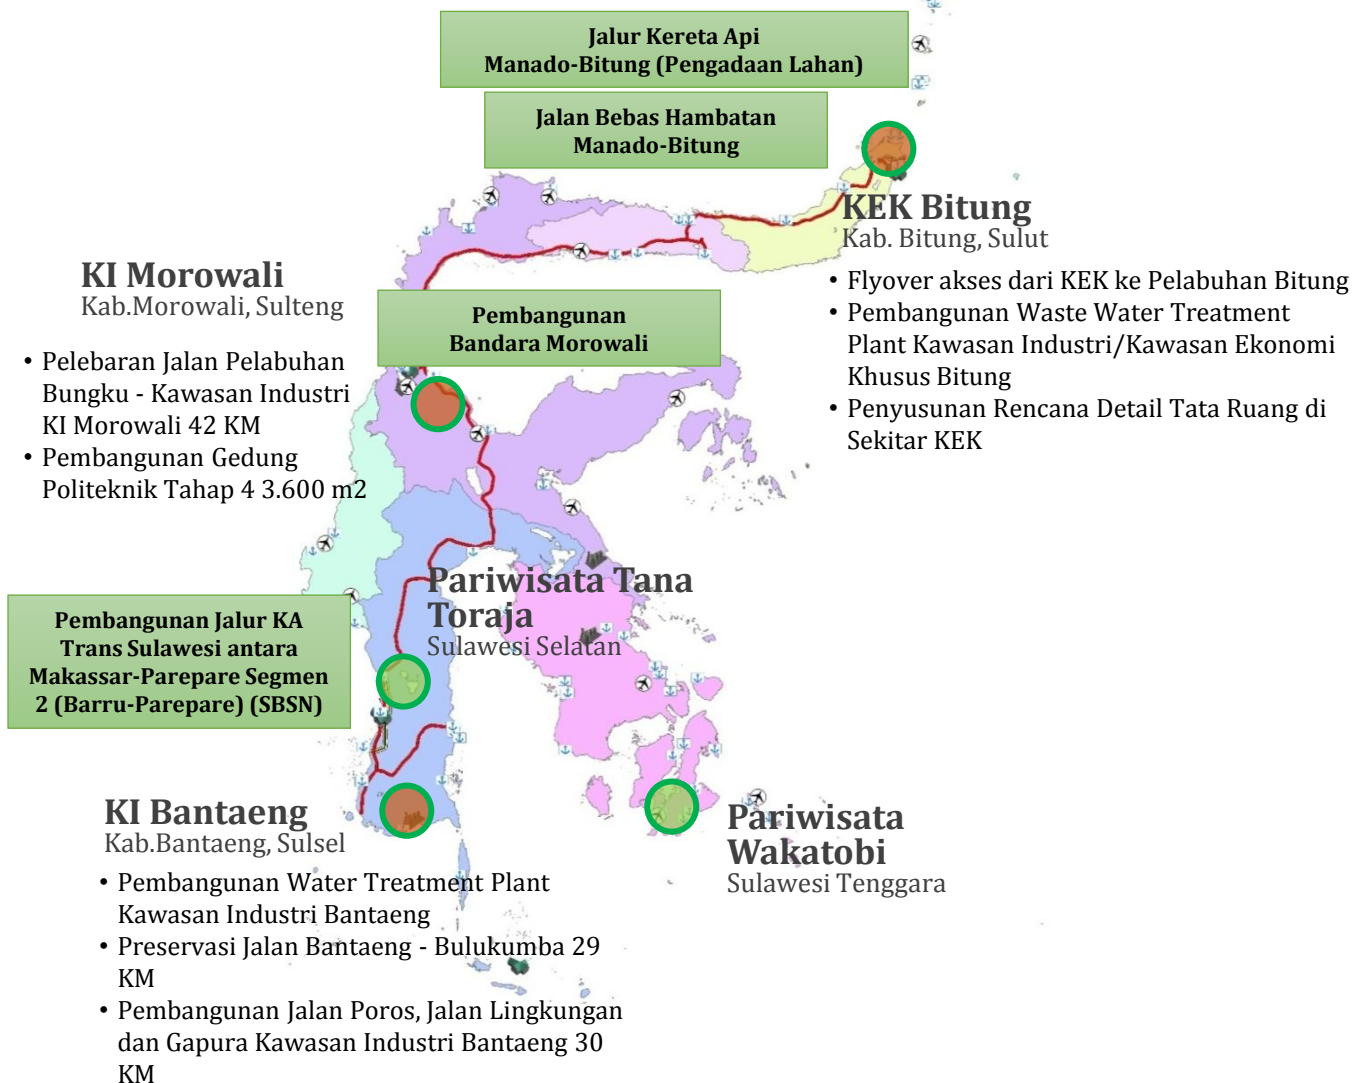 Jalur Kereta Api
Manado-Bitung (Pengadaan Lahan)
Jalan Bebas Hambatan
Manado-Bitung
KEK Bitung
Kab. Bitung, Sulut
• Flyover akses dari KEK ke Pelabuhan Bitung
• Pembangunan Waste Water Treatment
Plant Kawasan Industri/Kawasan Ekonomi
Khusus Bitung
• Penyusunan Rencana Detail Tata Ruang di
Sekitar KEK
KI Morowali
Kab.Morowali, Sulteng
• Pelebaran Jalan Pelabuhan
Bungku - Kawasan Industri
KI Morowali 42 KM
• Pembangunan Gedung
Politeknik Tahap 4 3.600 m2
Pembangunan
Bandara Morowali
Pariwisata Tana
Toraja
Sulawesi Selatan
Pembangunan Jalur KA
Trans Sulawesi antara
Makassar-Parepare Segmen
2 (Barru-Parepare) (SBSN)
KI Bantaeng
Kab.Bantaeng, Sulsel
• Pembangunan Water Treatment Plant
Kawasan Industri Bantaeng
• Preservasi Jalan Bantaeng - Bulukumba 29
KM
• Pembangunan Jalan Poros, Jalan Lingkungan
dan Gapura Kawasan Industri Bantaeng 30
KM
Pariwisata
Wakatobi
Sulawesi Tenggara